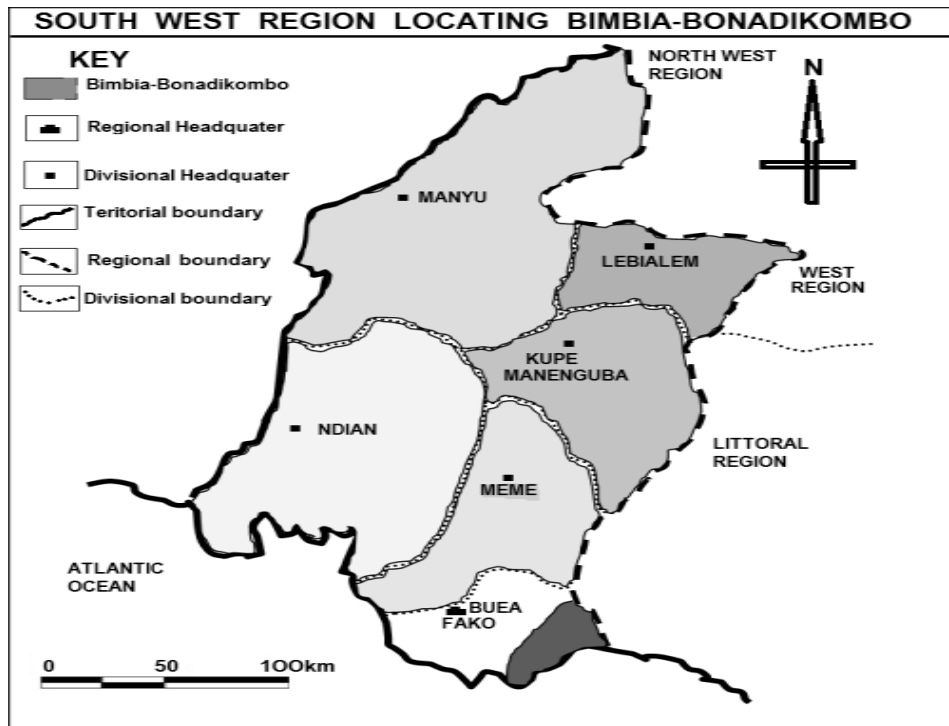 SOUTH WEST REGION LOCATING BIMBIA-BONADIKOMBO
KEY
Bimbia-Bonadikombo
Regional Headquater
Divisional Headquater
Teritorial boundary
Regional boundary
Divisional boundary
NORTH WEST
REGION
N
MANYU
LEBIALEM
WEST
REGION
KUPE
MANENGUBA
NDIAN
LITTORAL
REGION
MEME
ATLANTIC
OCEAN
BUEA
FAKO
0 50 100km